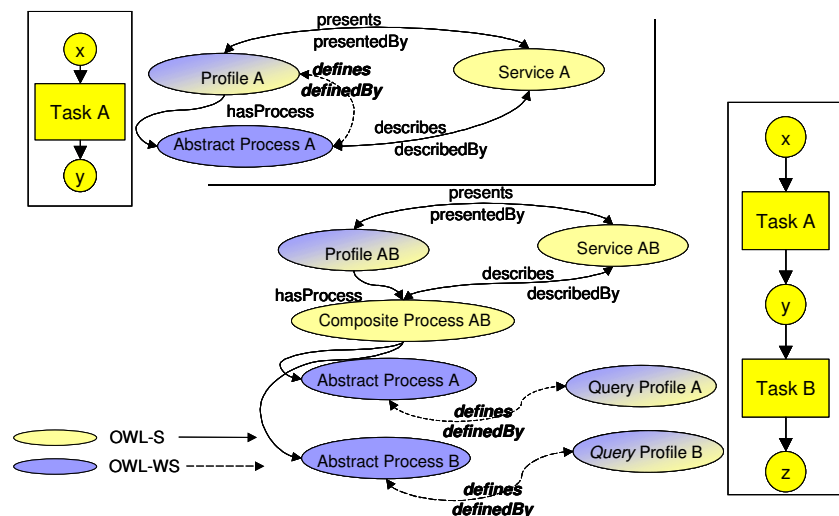 x
Task A
y
presents
presentedBy
Profile A
defines
definedBy
Service A
hasProcess
Abstract Process A
describes
describedBy
x
Task A
y
Task B
z
presents
presentedBy
Profile AB
Service AB
hasProcess
describes
describedBy
Composite Process AB
Abstract Process A
Query Profile A
defines
definedBy
Abstract Process B
Query Profile B
defines
definedBy
OWL-S
OWL-WS